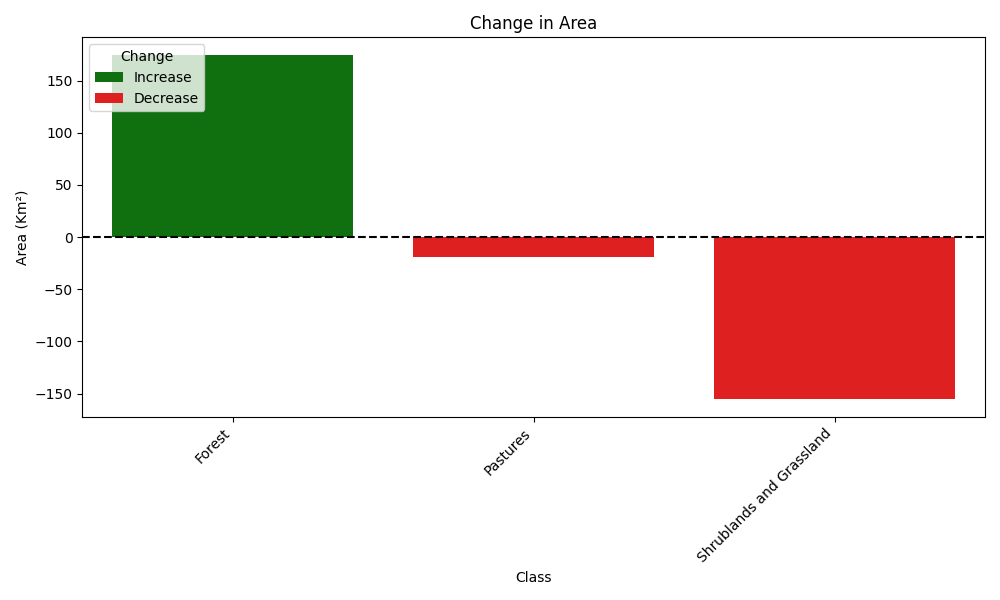 Change in Area
Change
Increase
Decrease
Area (Km²)
150
100
50
0
−50
−100
−150
Forest
Pastures
Shrublands and Grassland
Class